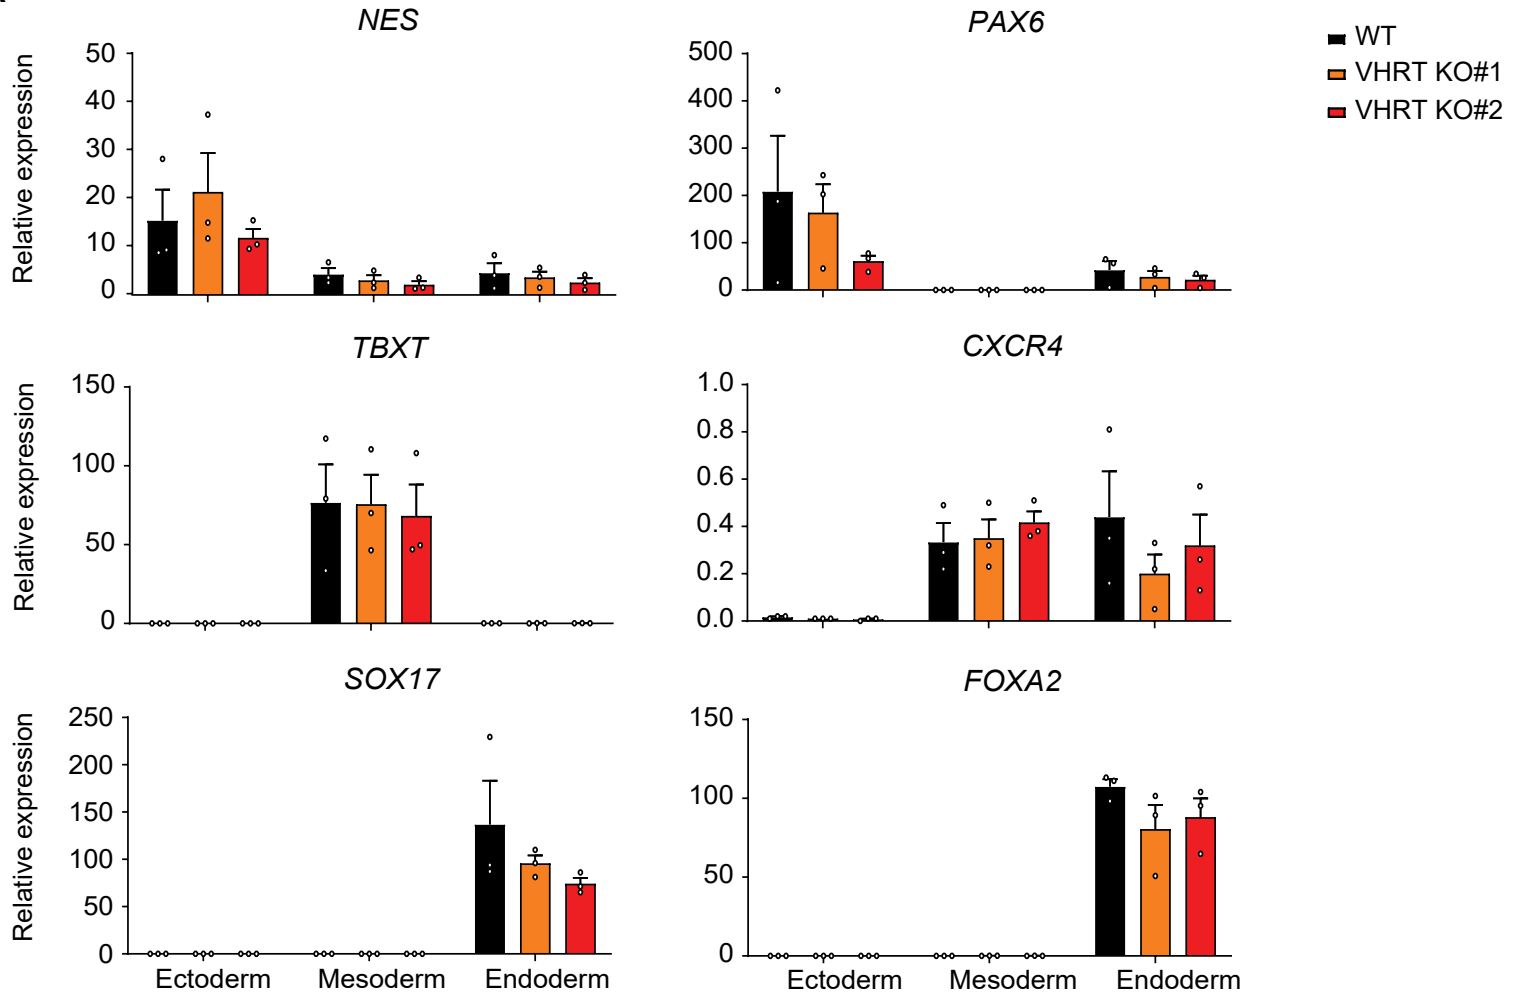 NES
PAX6
WT
VHRT KO#1
VHRT KO#2
Relative expression
50
40
30
20
10
0
500
400
300
200
100
0
TBXT
CXCR4
Relative expression
150
100
50
0
1.0
0.8
0.6
0.4
0.2
0.0
SOX17
FOXA2
Relative expression
250
200
150
100
50
0
150
100
50
0
Ectoderm Mesoderm Endoderm
Ectoderm Mesoderm Endoderm